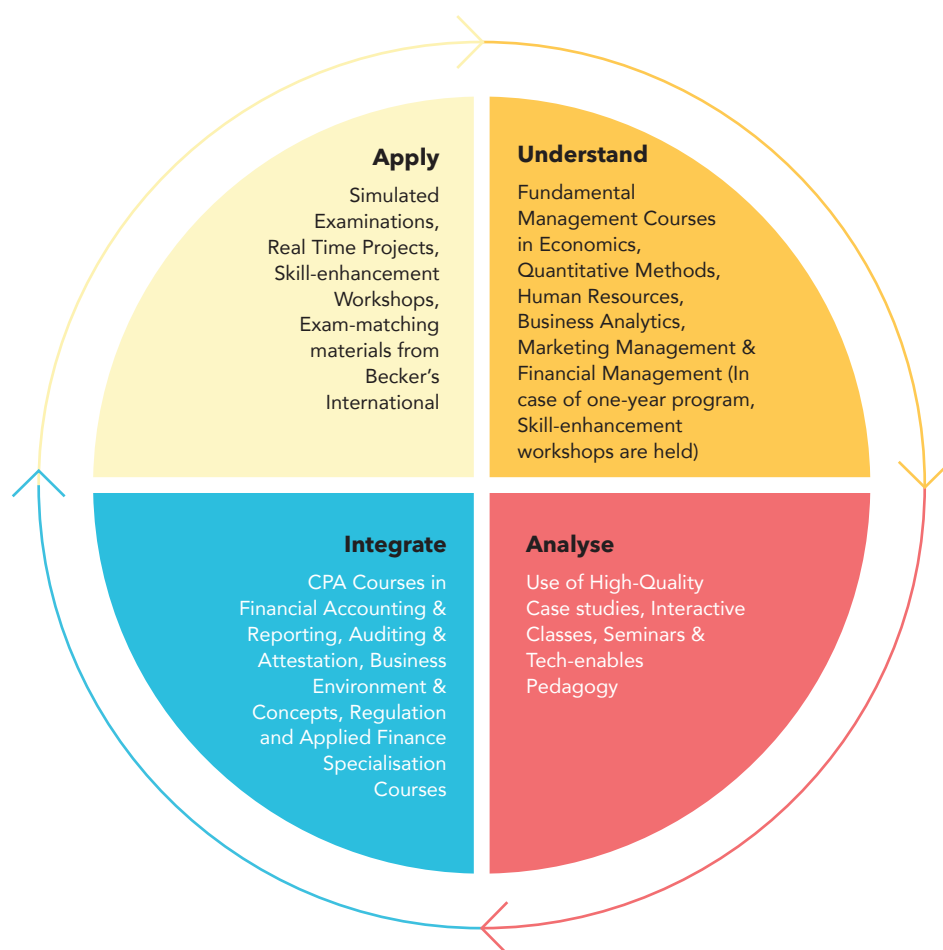 Apply
Simulated
Examinations,
Real Time Projects,
Skill-enhancement
Workshops,
Exam-matching
materials from
Becker's
International
Understand
Fundamental
Management Courses
in Economics,
Quantitative Methods,
Human Resources,
Business Analytics,
Marketing Management &
Financial Management (In
case of one-year program,
Skill-enhancement
workshops are held)
Integrate
CPA Courses in
Financial Accounting &
Reporting, Auditing &
Attestation, Business
Environment &
Concepts, Regulation
and Applied Finance
Specialisation
Courses
Analyse
Use of High-Quality
Case studies, Interactive
Classes, Seminars &
Tech-enables
Pedagogy